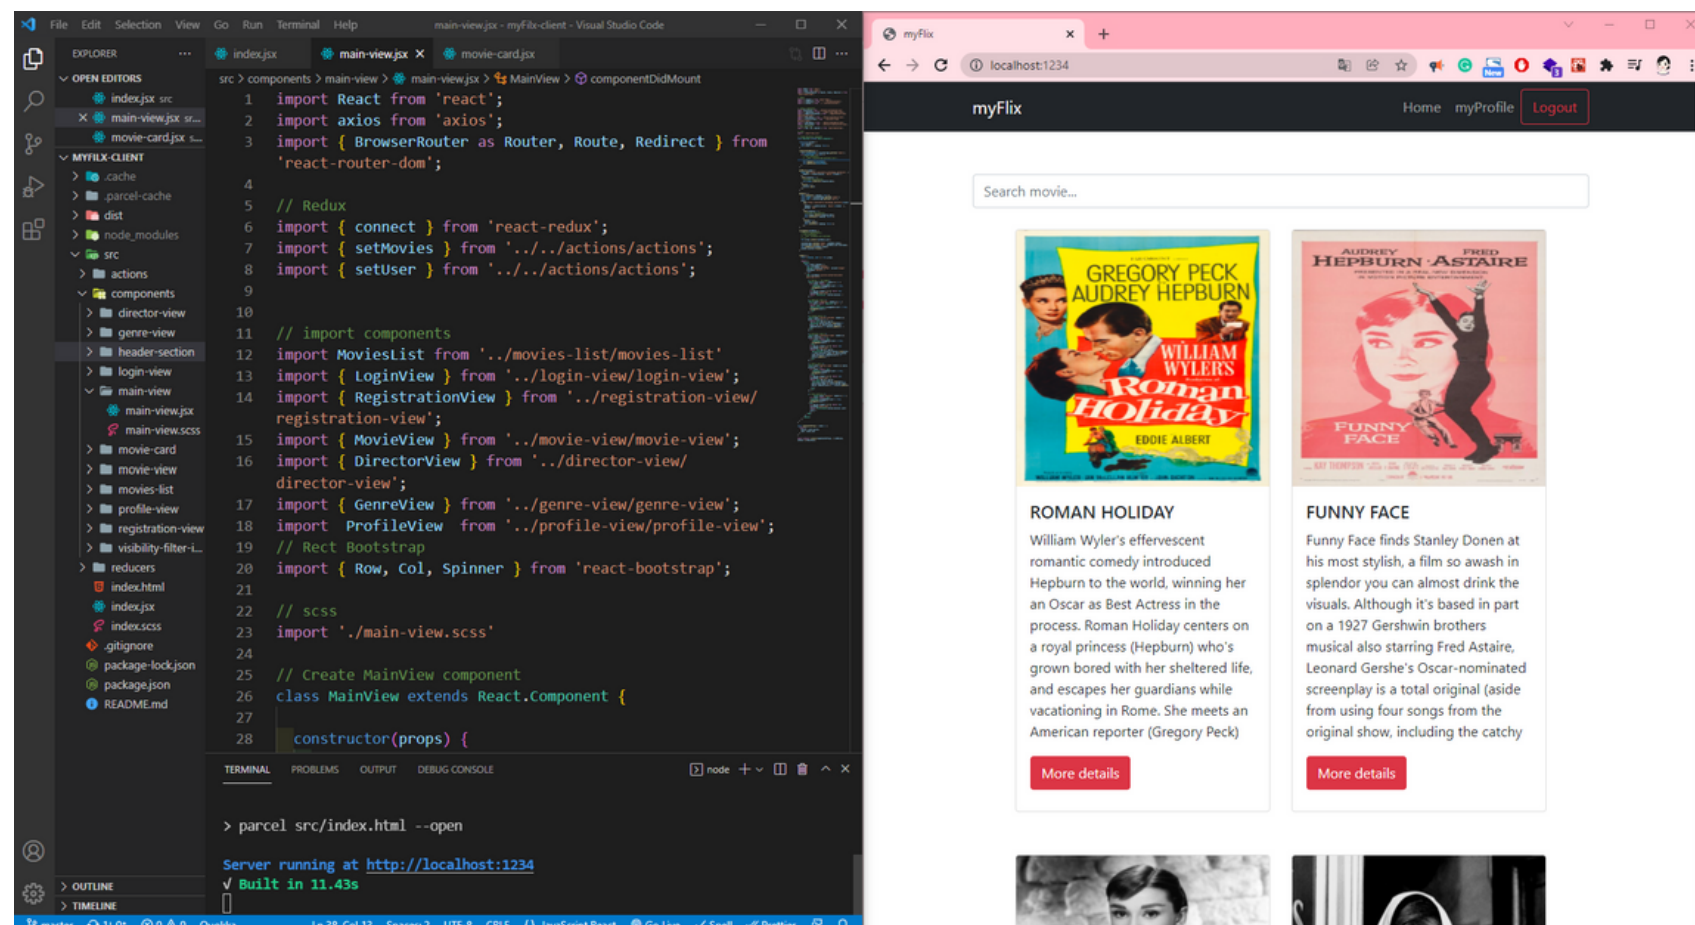 File Edit Selection View Go Run Terminal Help main-view.jsx - myFilx-client - Visual Studio Code
EXPLORER ···
OPEN EDITORS
index.jsx src
main-view.jsx sr...
movie-card.jsx s...
MYFILX-CLIENT
.cache
.parcel-cache
dist
node_modules
src
actions
components
director-view
genre-view
header-section
login-view
main-view
main-view.jsx
main-view.scss
movie-card
movie-view
movies-list
profile-view
registration-view
visibility-filter-i...
reducers
index.html
index.jsx
index.scss
.gitignore
package-lock.json
package.json
README.md
OUTLINE
TIMELINE
index.jsx main-view.jsx movie-card.jsx
src > components > main-view > main-view.jsx > MainView > componentDidMount
1 import React from 'react';
2 import axios from 'axios';
3 import { BrowserRouter as Router, Route, Redirect } from
'react-router-dom';
4
5 // Redux
6 import { connect } from 'react-redux';
7 import { setMovies } from '../../actions/actions';
8 import { setUser } from '../../actions/actions';
9
10
11 // import components
12 import MoviesList from '../movies-list/movies-list'
13 import { LoginView } from '../login-view/login-view';
14 import { RegistrationView } from '../registration-view/
registration-view';
15 import { MovieView } from '../movie-view/movie-view';
16 import { DirectorView } from '../director-view/
director-view';
17 import { GenreView } from '../genre-view/genre-view';
18 import ProfileView from '../profile-view/profile-view';
19 // Rect Bootstrap
20 import { Row, Col, Spinner } from 'react-bootstrap';
21
22 // scss
23 import './main-view.scss'
24
25 // Create MainView component
26 class MainView extends React.Component {
27
28 constructor(props) {
TERMINAL PROBLEMS OUTPUT DEBUG CONSOLE node
> parcel src/index.html --open
Server running at http://localhost:1234
√ Built in 11.43s
myFlix
localhost:1234
New
3
myFlix Home myProfile Logout
Search movie...
GREGORY PECK
AUDREY HEPBURN
WILLIAM
WYLER'S
Roman
Holiday
EDDIE ALBERT
ROMAN HOLIDAY
William Wyler's effervescent
romantic comedy introduced
Hepburn to the world, winning her
an Oscar as Best Actress in the
process. Roman Holiday centers on
a royal princess (Hepburn) who's
grown bored with her sheltered life,
and escapes her guardians while
vacationing in Rome. She meets an
American reporter (Gregory Peck)
More details
AUDREY FRED
HEPBURN · ASTAIRE
FUNNY
FACE
KAY THOMPSON
FUNNY FACE
Funny Face finds Stanley Donen at
his most stylish, a film so awash in
splendor you can almost drink the
visuals. Although it's based in part
on a 1927 Gershwin brothers
musical also starring Fred Astaire,
Leonard Gershe's Oscar-nominated
screenplay is a total original (aside
from using four songs from the
original show, including the catchy
More details